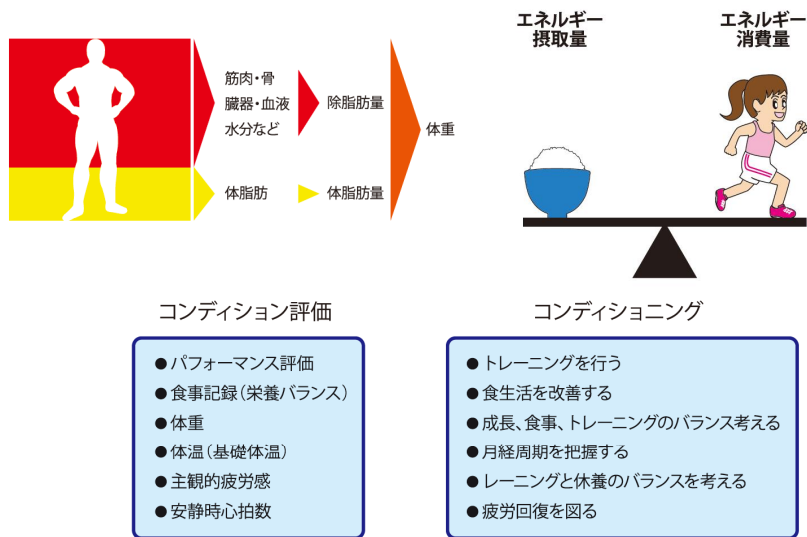 筋肉・骨
臓器・血液
水分など
除脂肪量
体脂肪
体脂肪量
体重
エネルギー
摂取量
エネルギー
消費量
コンディション評価
●パフォーマンス評価
●食事記録(栄養バランス)
●体重
●体温(基礎体温)
●主観的疲労感
●安静時心拍数
コンディショニング
●トレーニングを行う
●食生活を改善する
●成長、食事、トレーニングのバランス考える
●月経周期を把握する
●レーニングと休養のバランスを考える
●疲労回復を図る